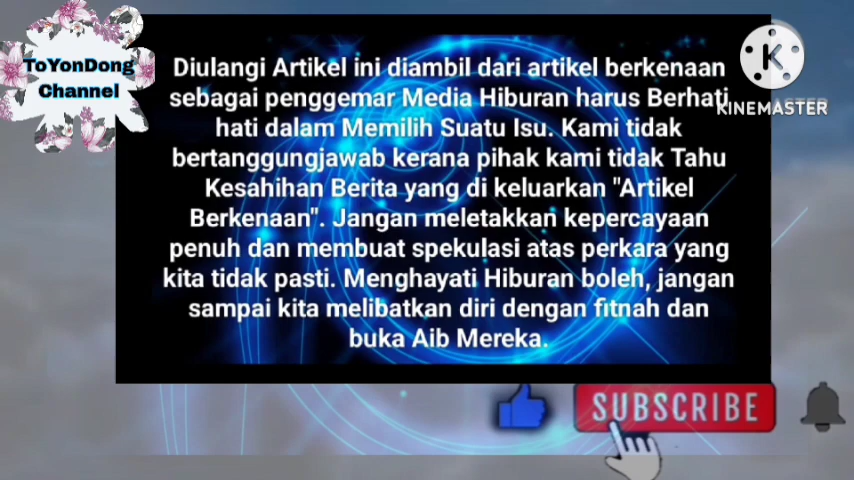 ToYonDong
Channel
Diulangi Artikel ini diambil dari artikel berkenaan
sebagai penggemar Media Hiburan harus Berhati
hati dalam Memilih Suatu Isu. Kami tidak
bertanggungjawab kerana pihak kami tidak Tahu
Kesahihan Berita yang di keluarkan "Artikel
Berkenaan". Jangan meletakkan kepercayaan
penuh dan membuat spekulasi atas perkara yang
kita tidak pasti. Menghayati Hiburan boleh, jangan
sampai kita melibatkan diri dengan fitnah dan
buka Aib Mereka.
K
KINEMASTER
SUBSCRIBE